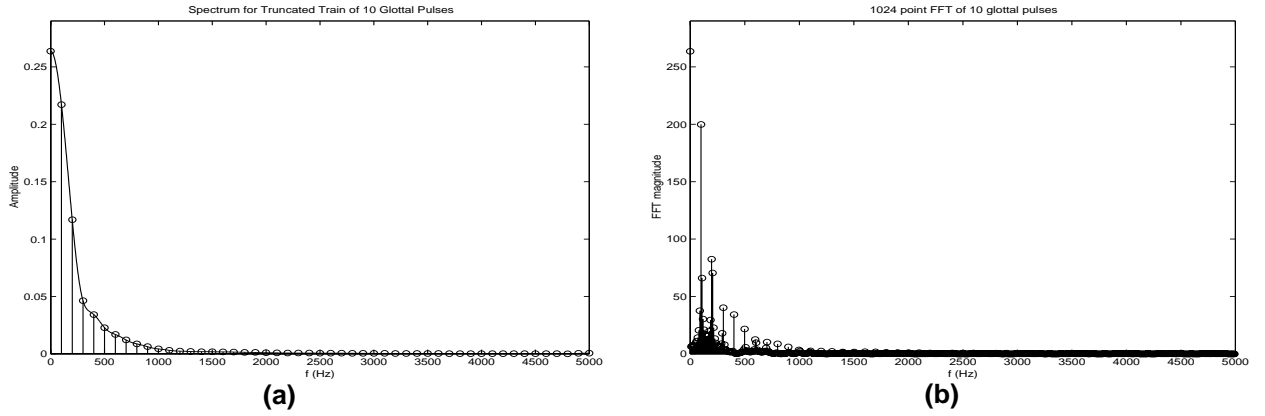 Spectrum for Truncated Train of 10 Glottal Pulses
Amplitude
0.25
0.2
0.15
0.1
0.05
0
0 500 1000 1500 2000 2500 3000 3500 4000 4500 5000
f (Hz)
(a)
1024 point FFT of 10 glottal pulses
FFT magnitude
250
200
150
100
50
0
0 500 1000 1500 2000 2500 3000 3500 4000 4500 5000
f (Hz)
(b)